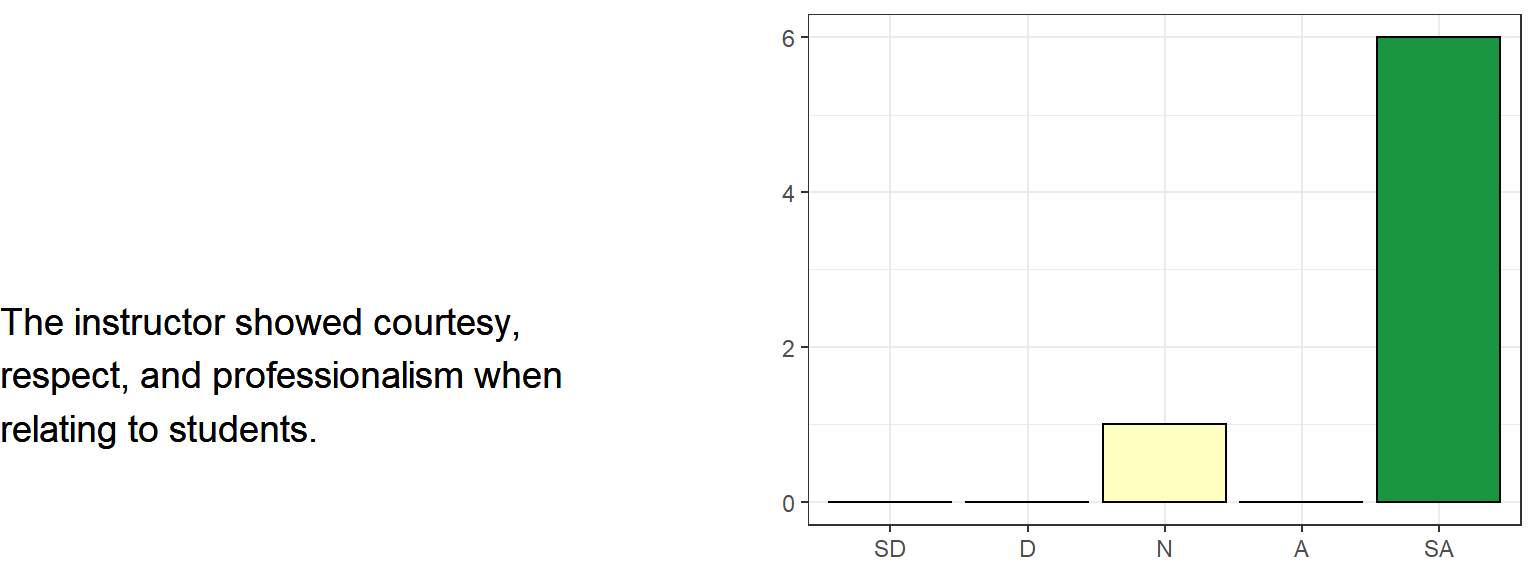 The instructor showed courtesy,
respect, and professionalism when
relating to students.
6
4
2
0
SD D N A SA